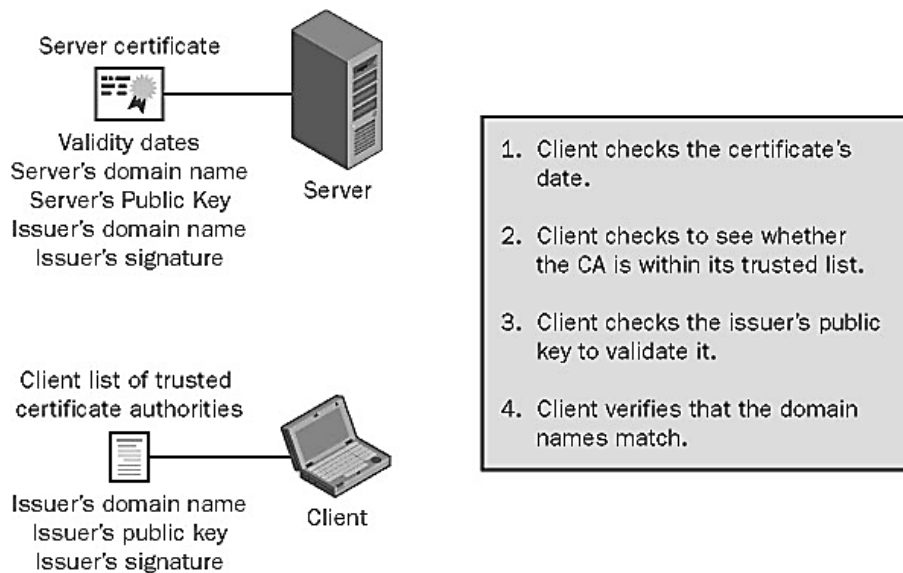 Server certificate
Validity dates
Server's domain name
Server's Public Key
Issuer's domain name
Issuer's signature
Server
Client list of trusted
certificate authorities
Issuer's domain name
Issuer's public key
Issuer's signature
Client
1. Client checks the certificate's
date.
2. Client checks to see whether
the CA is within its trusted list.
3. Client checks the issuer's public
key to validate it.
4. Client verifies that the domain
names match.